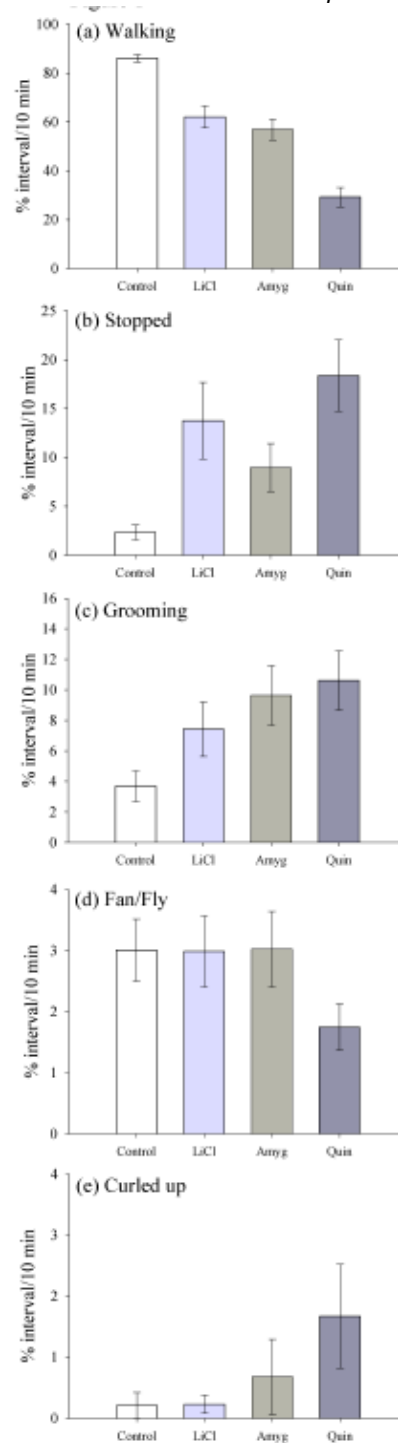 (a) Walking
100
80
60
40
20
0
% interval/10 min
Control LiCl Amyg Quin
(b) Stopped
25
20
15
10
5
0
% interval/10 min
Control LiCl Amyg Quin
(c) Grooming
16
14
12
10
8
6
4
2
0
% interval/10 min
Control LiCl Amyg Quin
(d) Fan/Fly
4
3
2
1
0
% interval/10 min
Control LiCl Amyg Quin
(e) Curled up
4
3
2
1
0
% interval/10 min
Control LiCl Amyg Quin